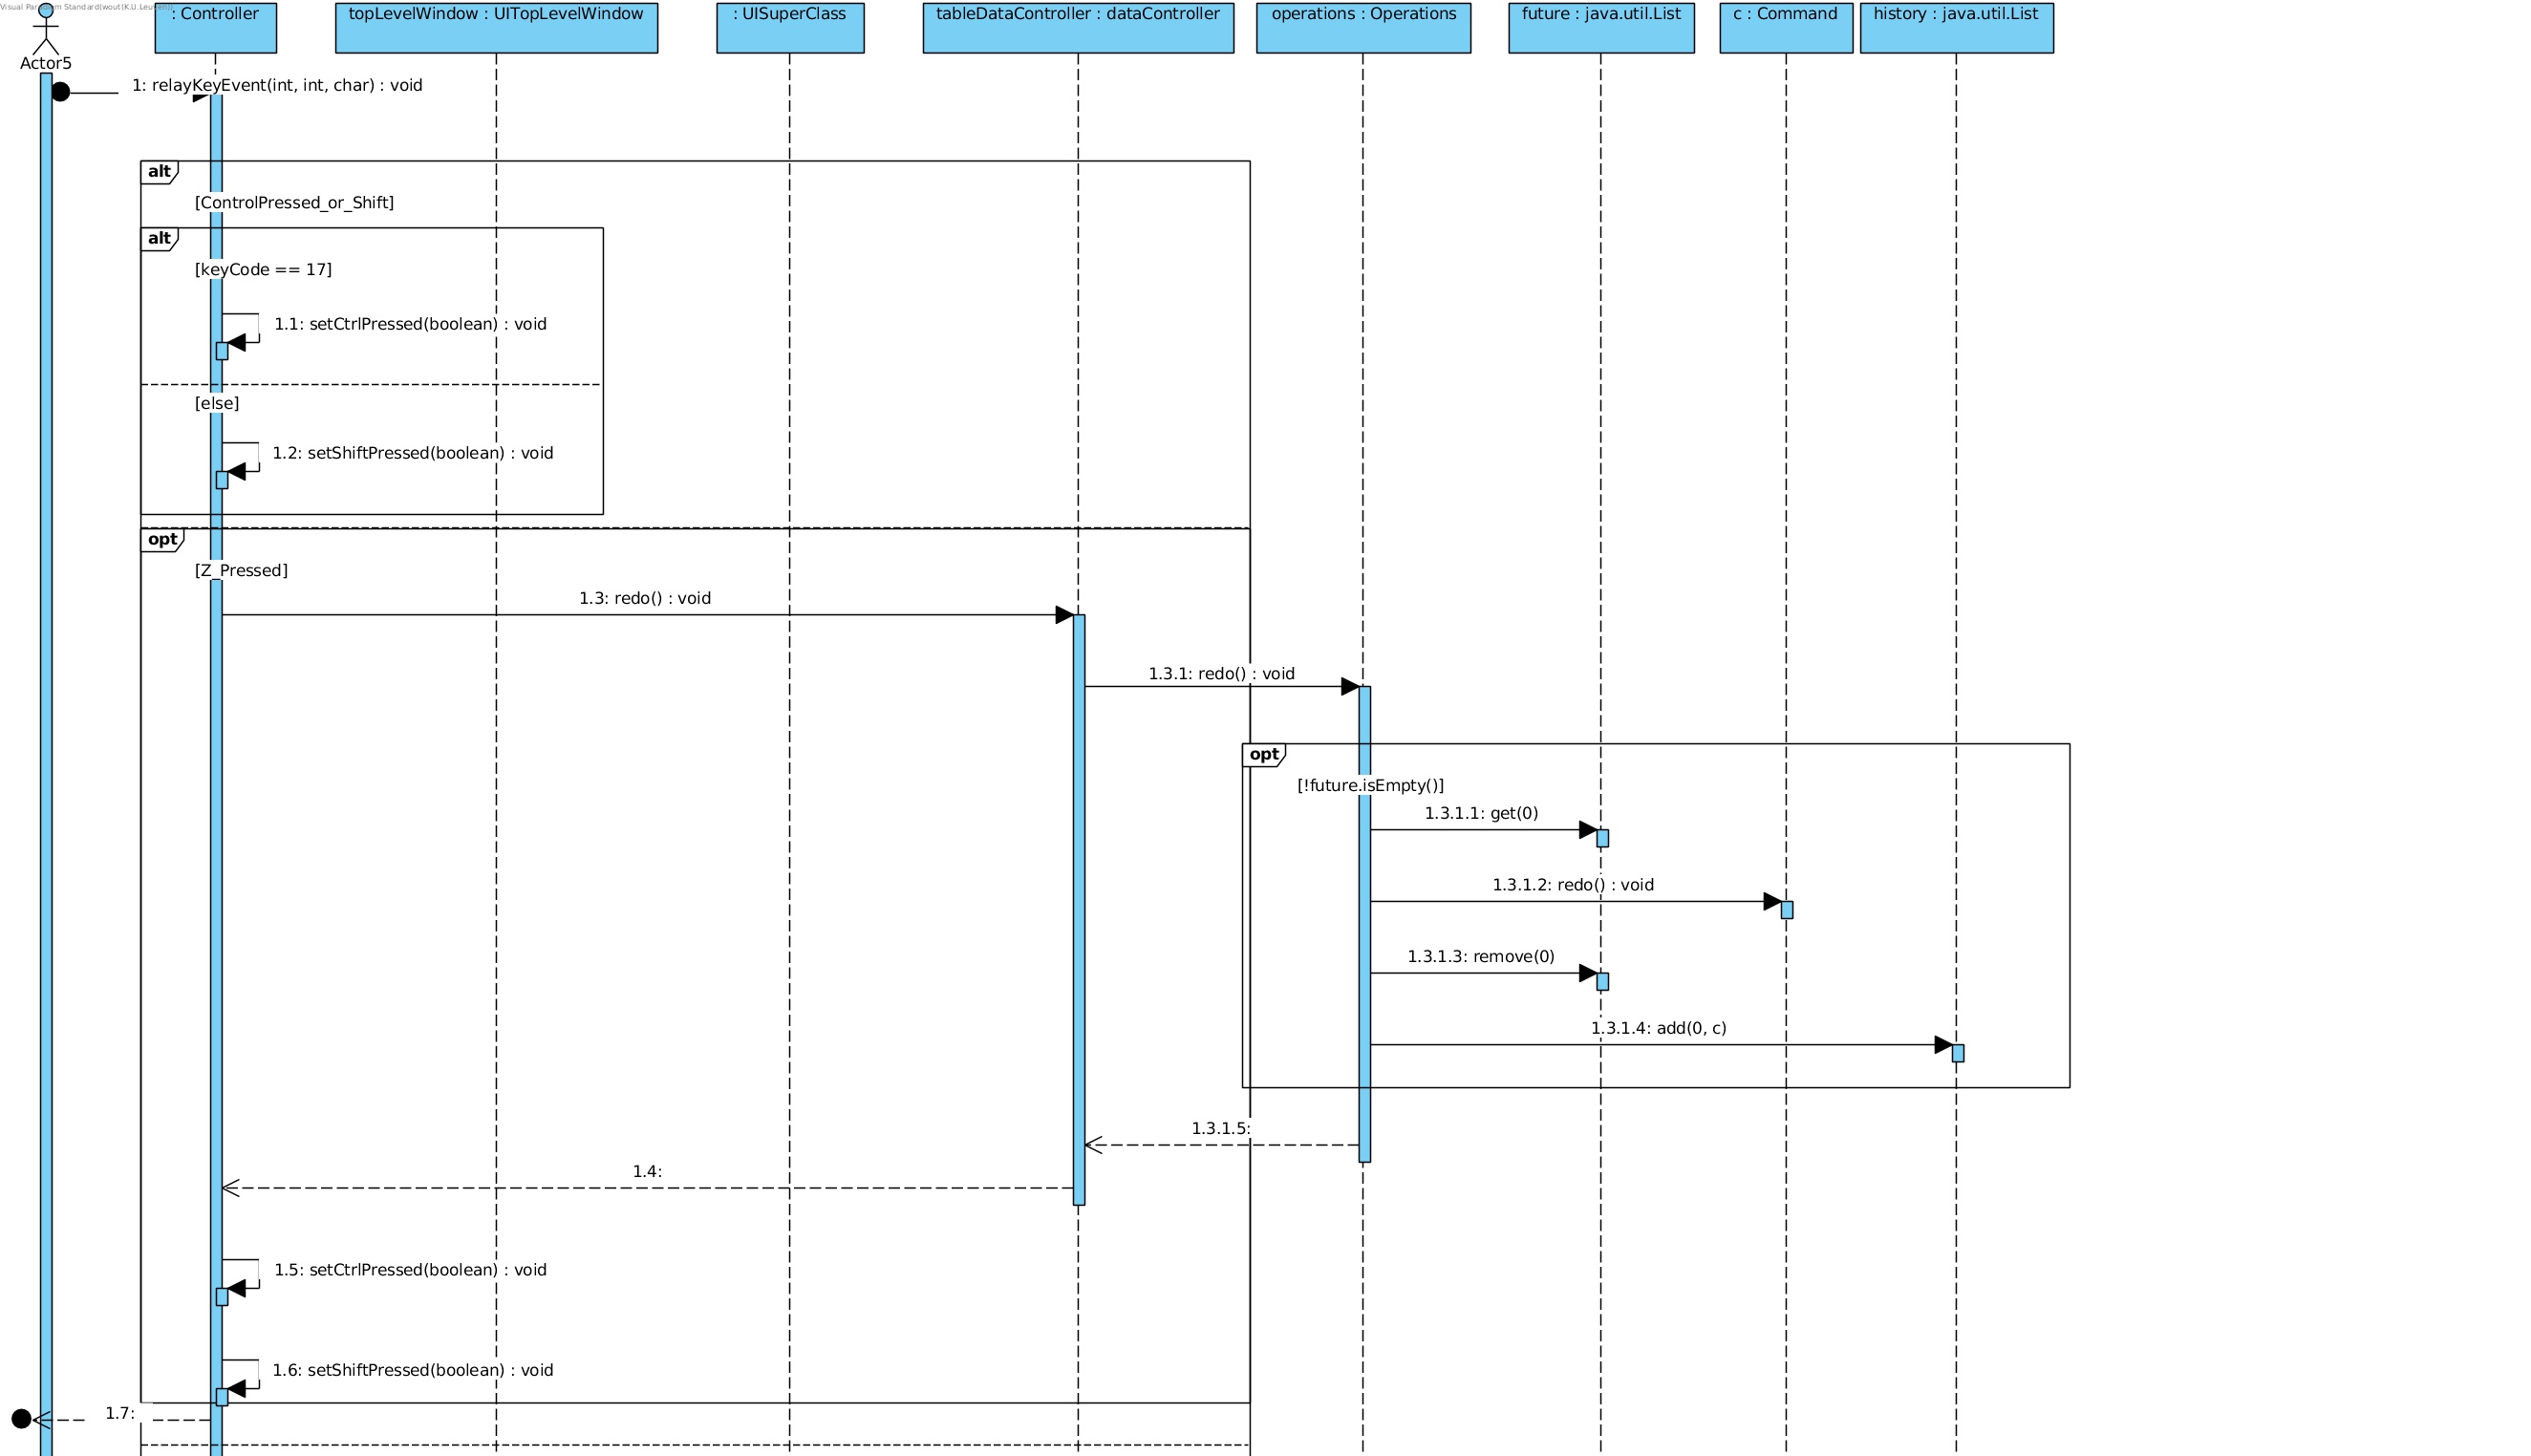 Visual Paradigm Standard(wout(K.U.Leuven))
Actor5
: Controller
topLevelWindow : UITopLevelWindow
: UISuperClass
tableDataController : dataController
operations : Operations
future : java.util.List
c : Command
history : java.util.List
1: relayKeyEvent(int, int, char) : void
alt
[ControlPressed_or_Shift]
alt
[keyCode == 17]
1.1: setCtrlPressed(boolean) : void
[else]
1.2: setShiftPressed(boolean) : void
opt
[Z_Pressed]
1.3: redo() : void
1.3.1: redo() : void
opt
[!future.isEmpty()]
1.3.1.1: get(0)
1.3.1.2: redo() : void
1.3.1.3: remove(0)
1.3.1.4: add(0, c)
1.3.1.5:
1.4:
1.5: setCtrlPressed(boolean) : void
1.6: setShiftPressed(boolean) : void
1.7: